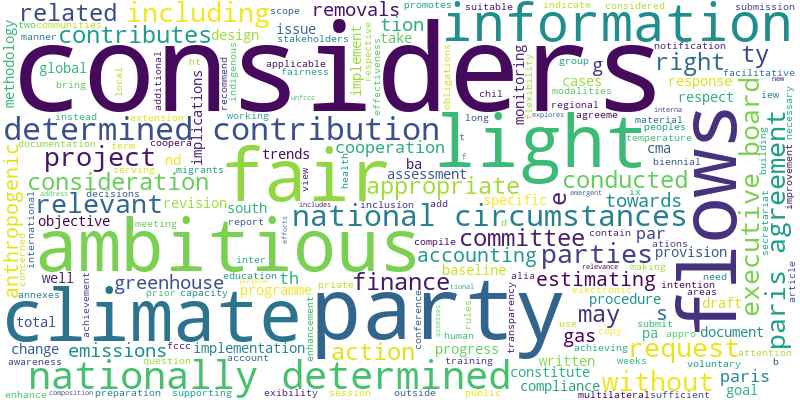 related including removals
two communities issue scope
stakeholders
contributes tion
promotes suitable indicate considered submission
information
considers
methodology
manner design take
global
bring
additional
local
applicable
fairness
recommend
indigenous
ht
unfccc
chil
implement
respective
effectiveness
obligations
monitoring
flexibility
g right ty
notification
cases response facilitative
group
modalities
respect
regional agreeme
implications
instead extension working
determined contribution
light
documentation coopera
project
term
serving nd trends
migrants
view
health
cooperation ba
t
f
long
cma
explores
interna
material
peoples
temperature
new
iew
building
necessary
biennial
fair
consideration
appropriate conducted
executive board
flows
paris agreement
improvement
secretariat
relevant revision south
decisions report
inclusion add
assessment
specific e
ix
towards
intention
areas
national circumstances
emergent
objective
anthropogenic
international
meeting
address
includes
d
ambitious
committee par
contain ations
accounting parties provision
compile relevance making need
article
concerned
well
annexes
greenhouse th
inter
education
purpose
programme
efforts
finance
priate
tional
baseline
alia
estimating
electronic
procedure draft
prior capacity
achievement
enhancement
conference
climate party
may s
request
rules
assesses
transparency
use copy submit appro
total
change emissions implementation
fccc
action
human
progress
training
gas pa document
achieving
written weeks voluntary b
awareness question account
attention
nationally determined
constitute
compliance
without paris
goal
enhance composition preparation supporting exibility session outside public multilateral sufficient